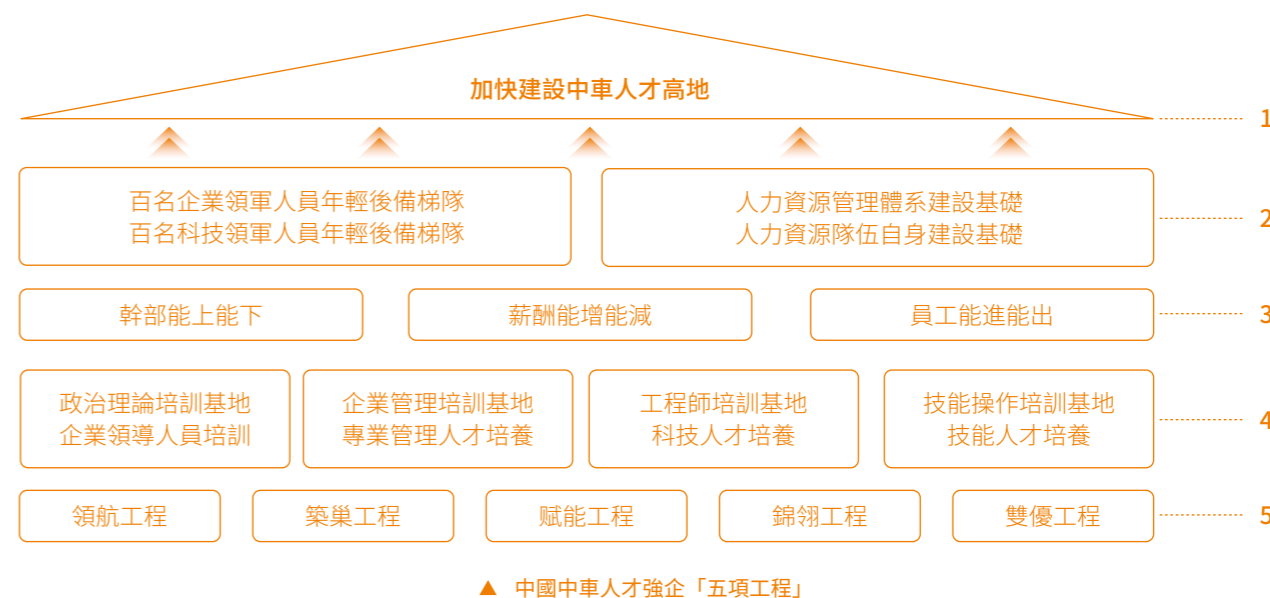 加快建設中車人才高地
1
百名企業領軍人員年輕後備梯隊
百名科技領軍人員年輕後備梯隊
人力資源管理體系建設基礎
人力資源隊伍自身建設基礎
2
幹部能上能下
薪酬能增能減
員工能進能出
3
政治理論培訓基地
企業領導人員培訓
企業管理培訓基地
專業管理人才培養
工程師培訓基地
科技人才培養
技能操作培訓基地
技能人才培養
4
領航工程
築巢工程
赋能工程
錦翎工程
雙優工程
5
▲ 中國中車人才強企「五項工程」